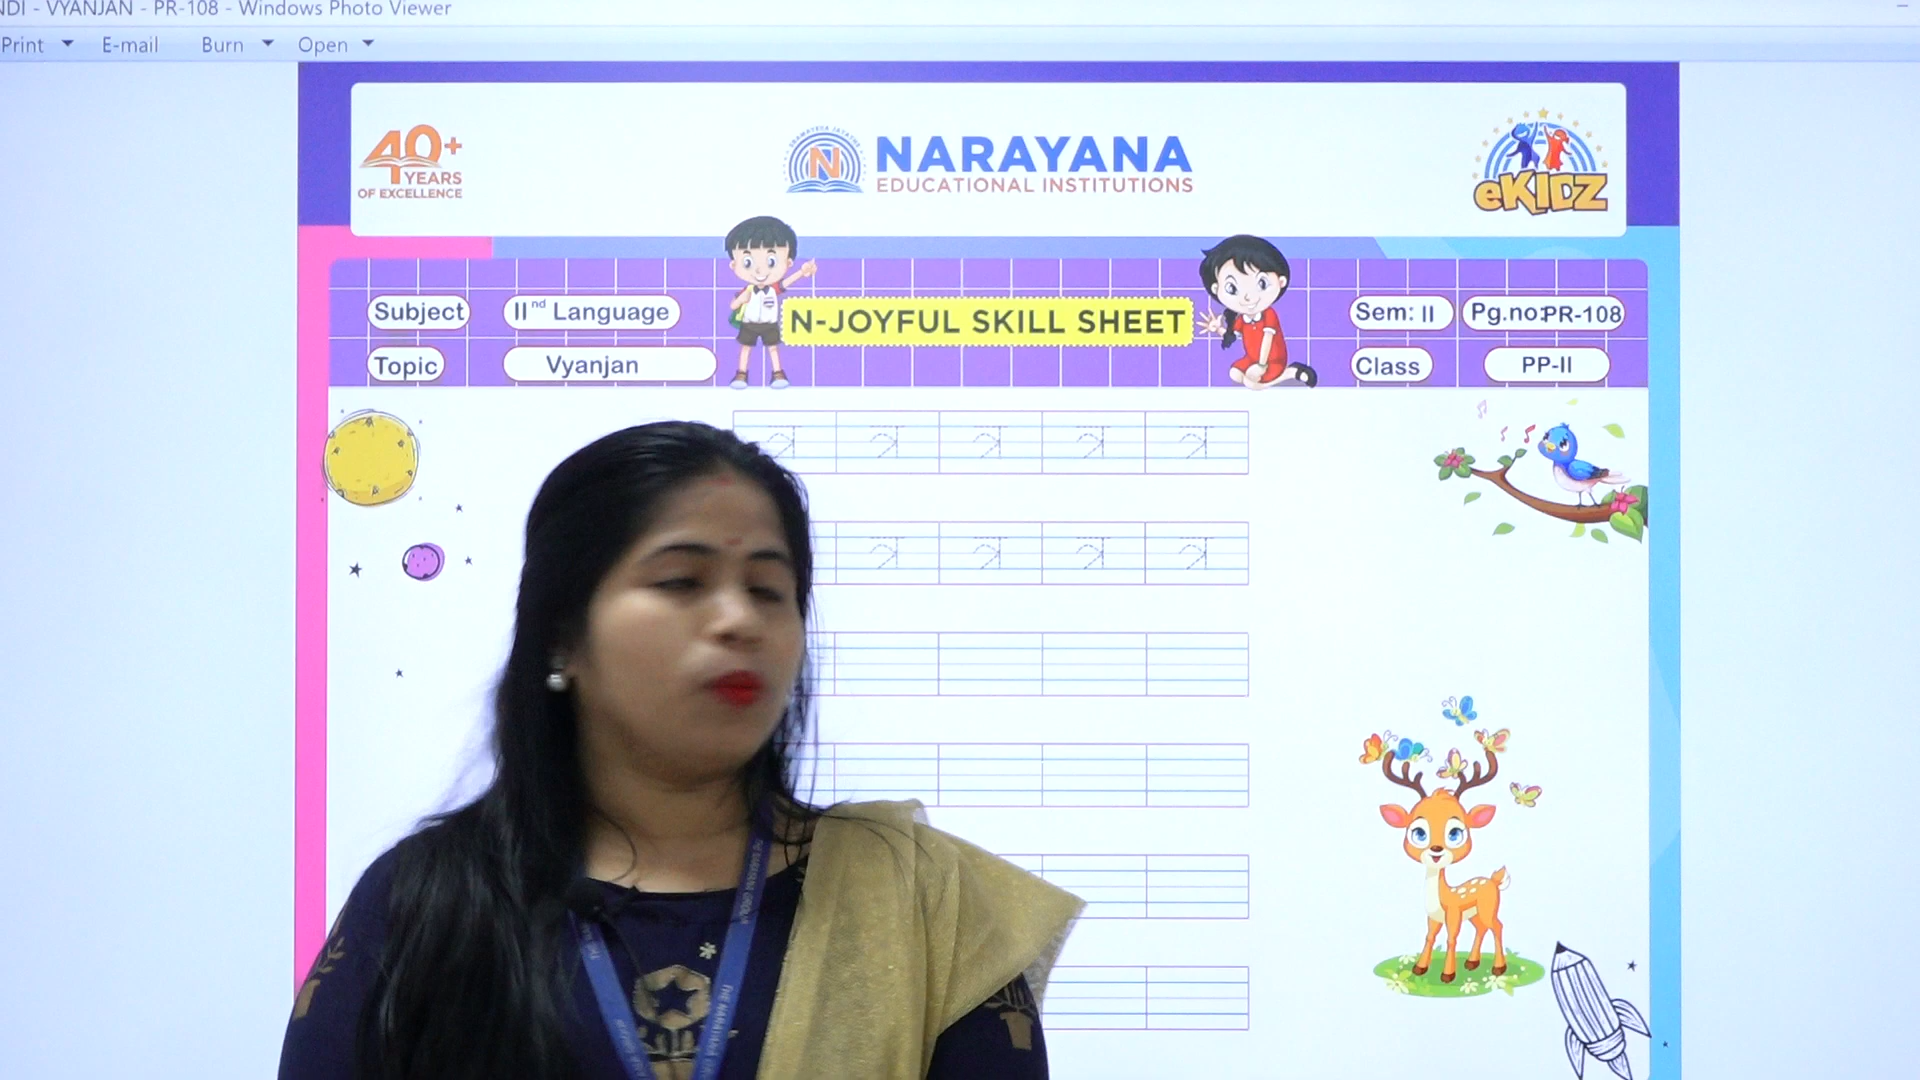 NDI - VYANJAN - PR-108 - Windows Photo Viewer
Print E-mail Burn Open
40+
YEARS
OF EXCELLENCE
N
NARAYANA
EDUCATIONAL INSTITUTIONS
eKIDZ
Subject IInd Language N-JOYFUL SKILL SHEET Sem: II Pg.no:PR-108
Topic Vyanjan Class PP-II
त्र त्र त्र त्र त्र
त्र त्र त्र त्र